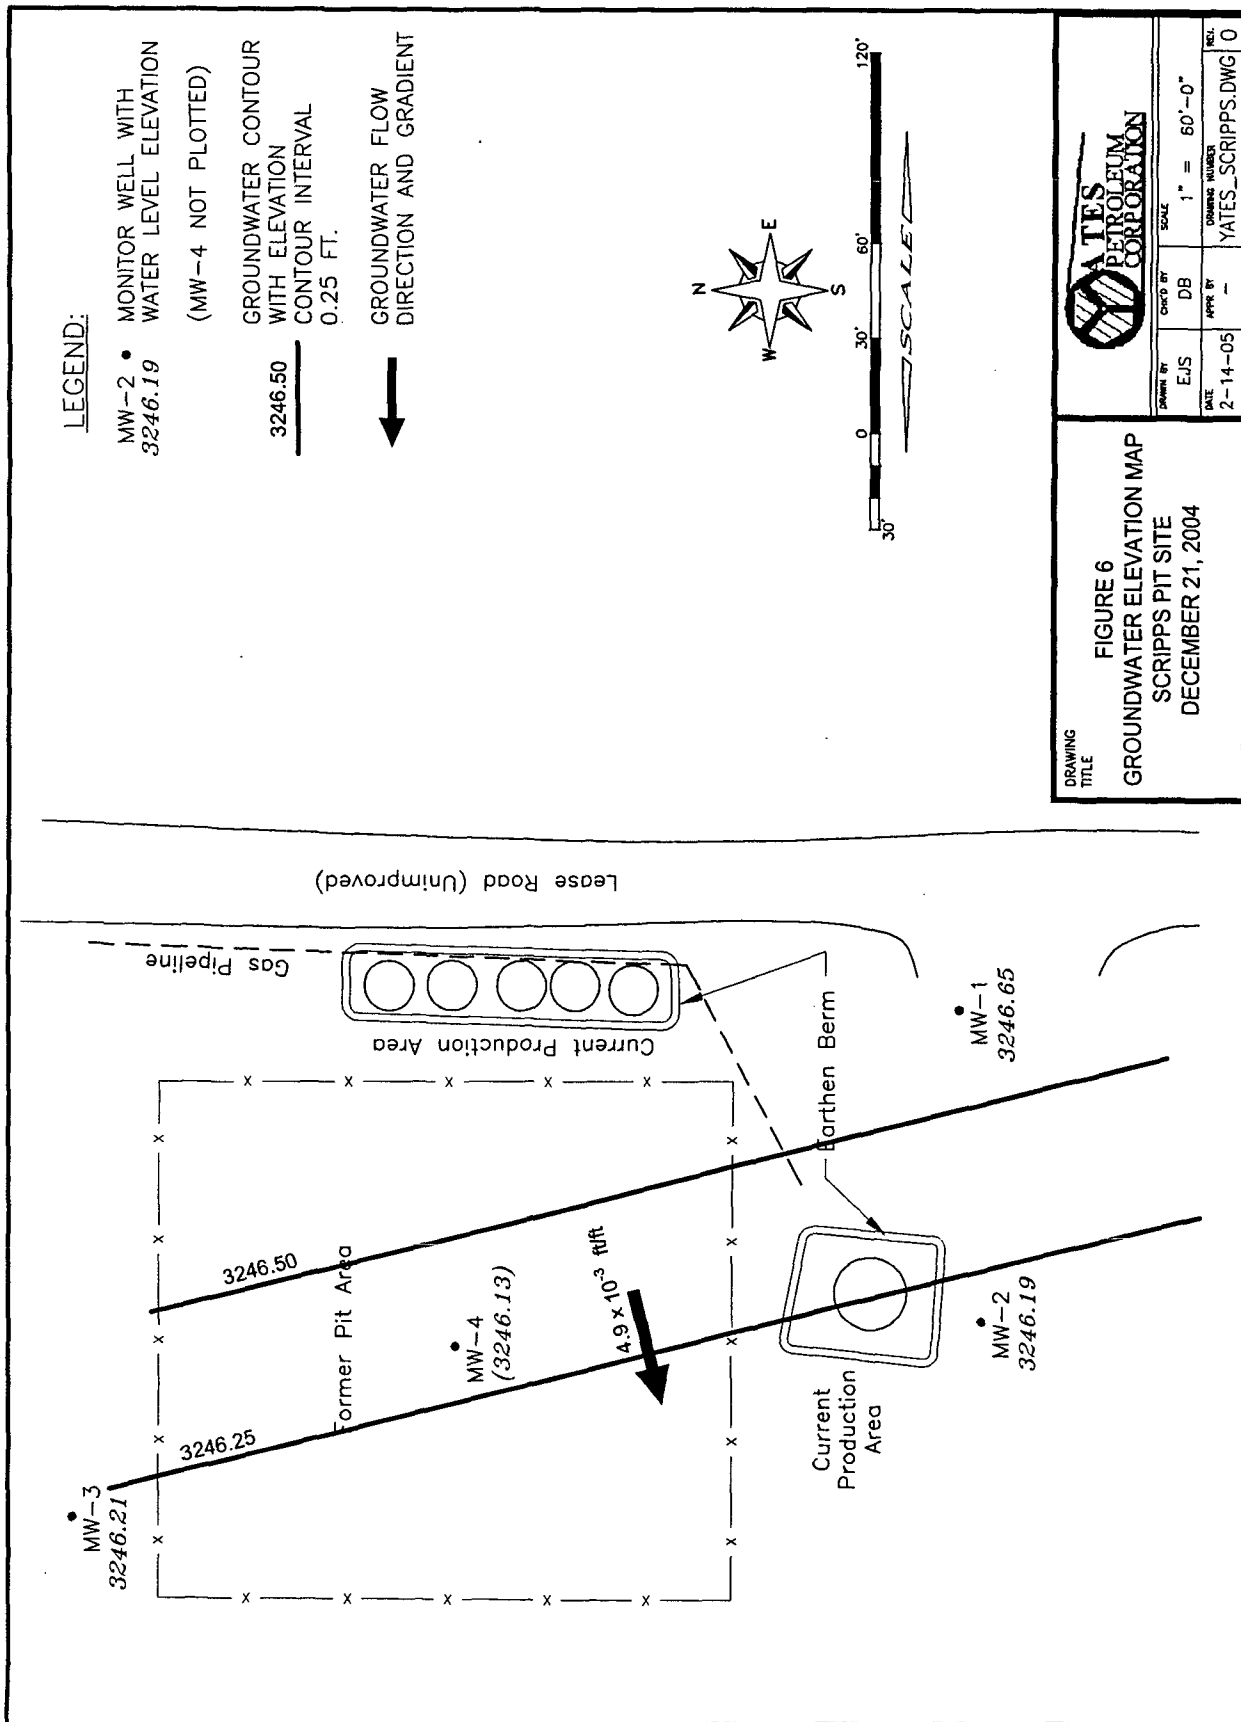 LEGEND:
MW-2
3246.19
MONITOR WELL WITH
WATER LEVEL ELEVATION
(MW-4 NOT PLOTTED)
3246.50
GROUNDWATER CONTOUR
WITH ELEVATION
CONTOUR INTERVAL
0.25 FT.
GROUNDWATER FLOW
DIRECTION AND GRADIENT
N
E
S
W
30'
0
30'
60'
120'
SCALE
Lease Road (Unimproved)
Gas Pipeline
Current Production Area
Earthen Berm
MW-1
3246.65
MW-3
3246.21
3246.50
3246.25
Former Pit Area
MW-4
(3246.13)
4.9 x 10⁻³ ft/ft
MW-2
3246.19
Current
Production
Area
DRAWING
TITLE
FIGURE 6
GROUNDWATER ELEVATION MAP
SCRIPPS PIT SITE
DECEMBER 21, 2004
YATES
PETROLEUM
CORPORATION
DRAWN BY
EJS
CHK'D BY
DB
SCALE
1" = 60'-0"
DATE
2-14-05
APPR BY
-
DRAWING NUMBER
YATES_SCRIPPS.DWG
REV.
0